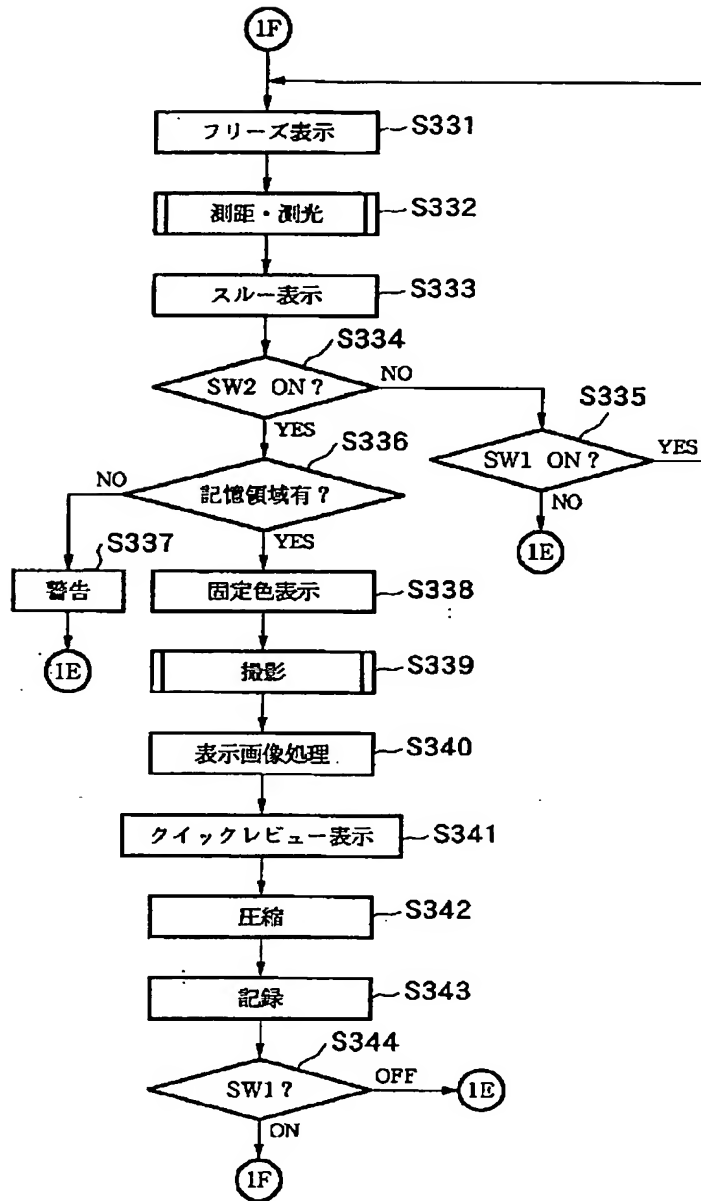 1F
フリーズ表示 S331
測距・測光 S332
スルー表示 S333
S334
SW2 ON？ NO
YES
S335
SW1 ON？ YES
NO
1E
S336
記憶領域有？ NO
YES
S337
警告
1E
固定色表示 S338
撮影 S339
表示画像処理 S340
クイックレビュー表示 S341
圧縮 S342
記録 S343
S344
SW1？ OFF
1E
ON
1F